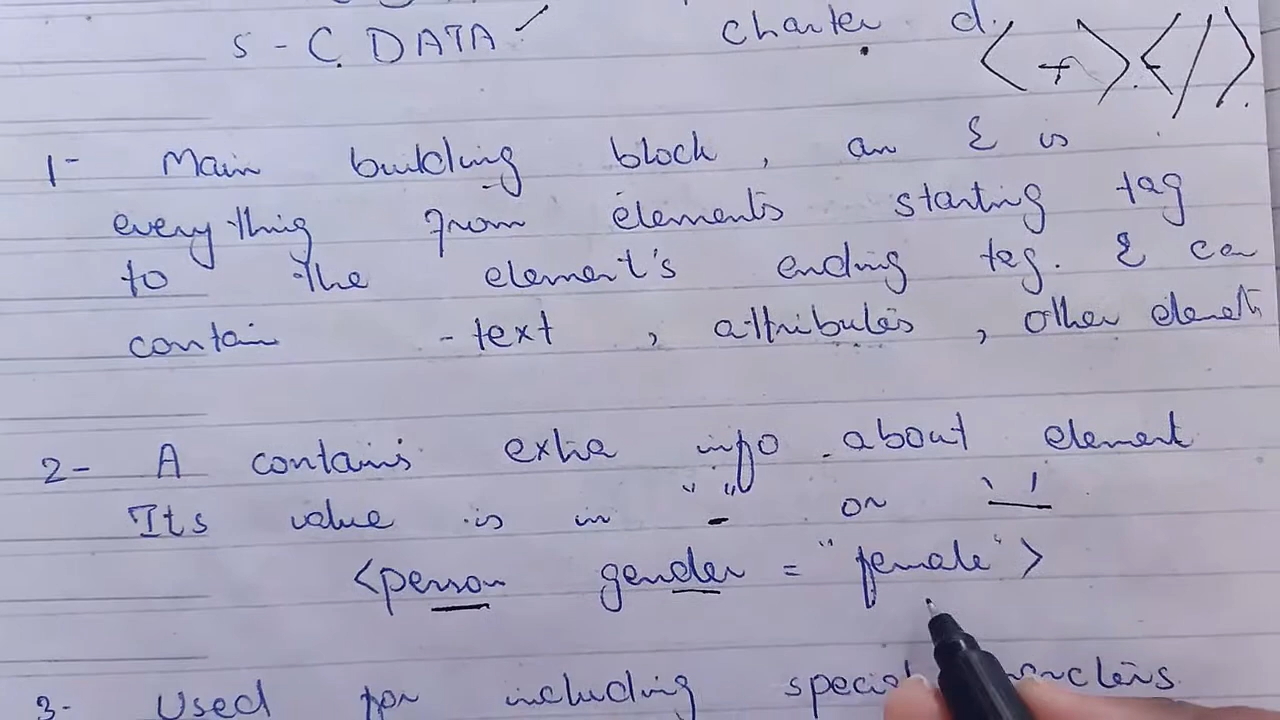 5 - C DATA ✓ charter d. < + > </>
1- Main building block , an E is
everything from elements starting tag
to the element's ending tag. E can
contain - text , attributes , other elements
2- A contains extra info about element
Its value is in " _ " or ' _ '
<person gender = "female">
3- Used for including special